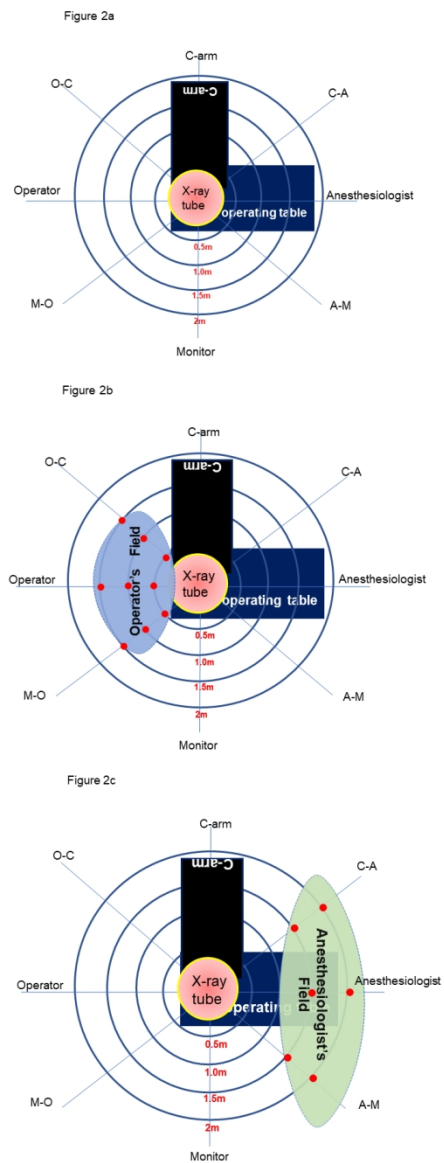 Figure 2a
C-arm
O-C
C-arm
C-A
X-ray
tube
Operator
Anesthesiologist
operating table
0.5m
1.0m
1.5m
2m
M-O
A-M
Monitor
Figure 2b
C-arm
O-C
C-arm
C-A
Operator's Field
X-ray
tube
Operator
Anesthesiologist
operating table
0.5m
1.0m
1.5m
2m
M-O
A-M
Monitor
Figure 2c
C-arm
O-C
C-arm
C-A
Anesthesiologist's
Field
X-ray
tube
Operator
Anesthesiologist
Operating
0.5m
1.0m
1.5m
2m
M-O
A-M
Monitor